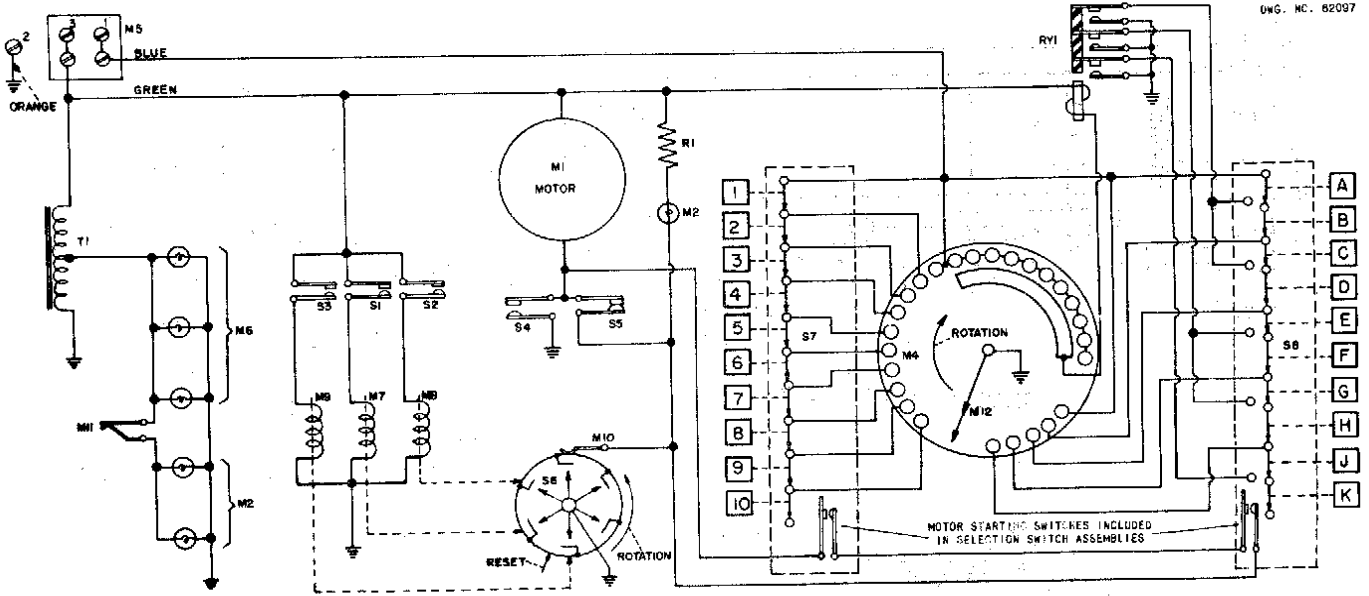 DWG. NC. 62097
3
1
M5
2
BLUE
RY1
GREEN
ORANGE
R1
M1
MOTOR
M2
1
2
3
4
5
6
7
8
9
10
A
B
C
D
E
F
G
H
J
K
T1
M6
S3
S1
S2
S4
S5
S7
M4
ROTATION
S8
M12
M9
M7
M8
M11
M10
S6
M2
RESET
ROTATION
MOTOR STARTING SWITCHES INCLUDED
IN SELECTION SWITCH ASSEMBLIES